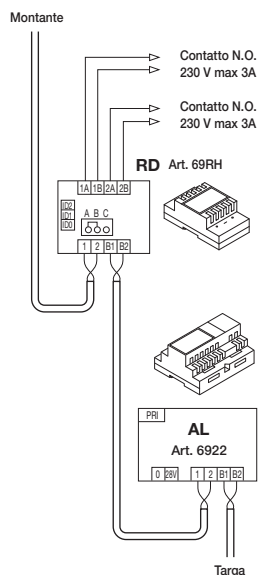 Montante
Contatto N.O.
230 V max 3A
Contatto N.O.
230 V max 3A
1A 1B 2A 2B
RD Art. 69RH
ID2
ID1
ID0
A B C
1 2 B1 B2
PRI
AL
Art. 6922
0 28V 1 2 B1 B2
Targa